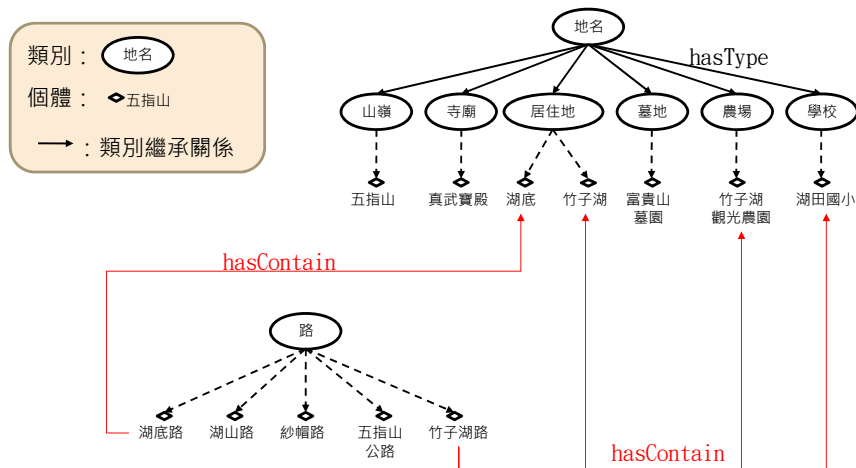 類別：
地名
個體：
五指山
：類別繼承關係
地名
hasType
山嶺
寺廟
居住地
墓地
農場
學校
五指山
真武寶殿
湖底
竹子湖
富貴山
墓園
竹子湖
觀光農園
湖田國小
hasContain
路
湖底路
湖山路
紗帽路
五指山
公路
竹子湖路
hasContain